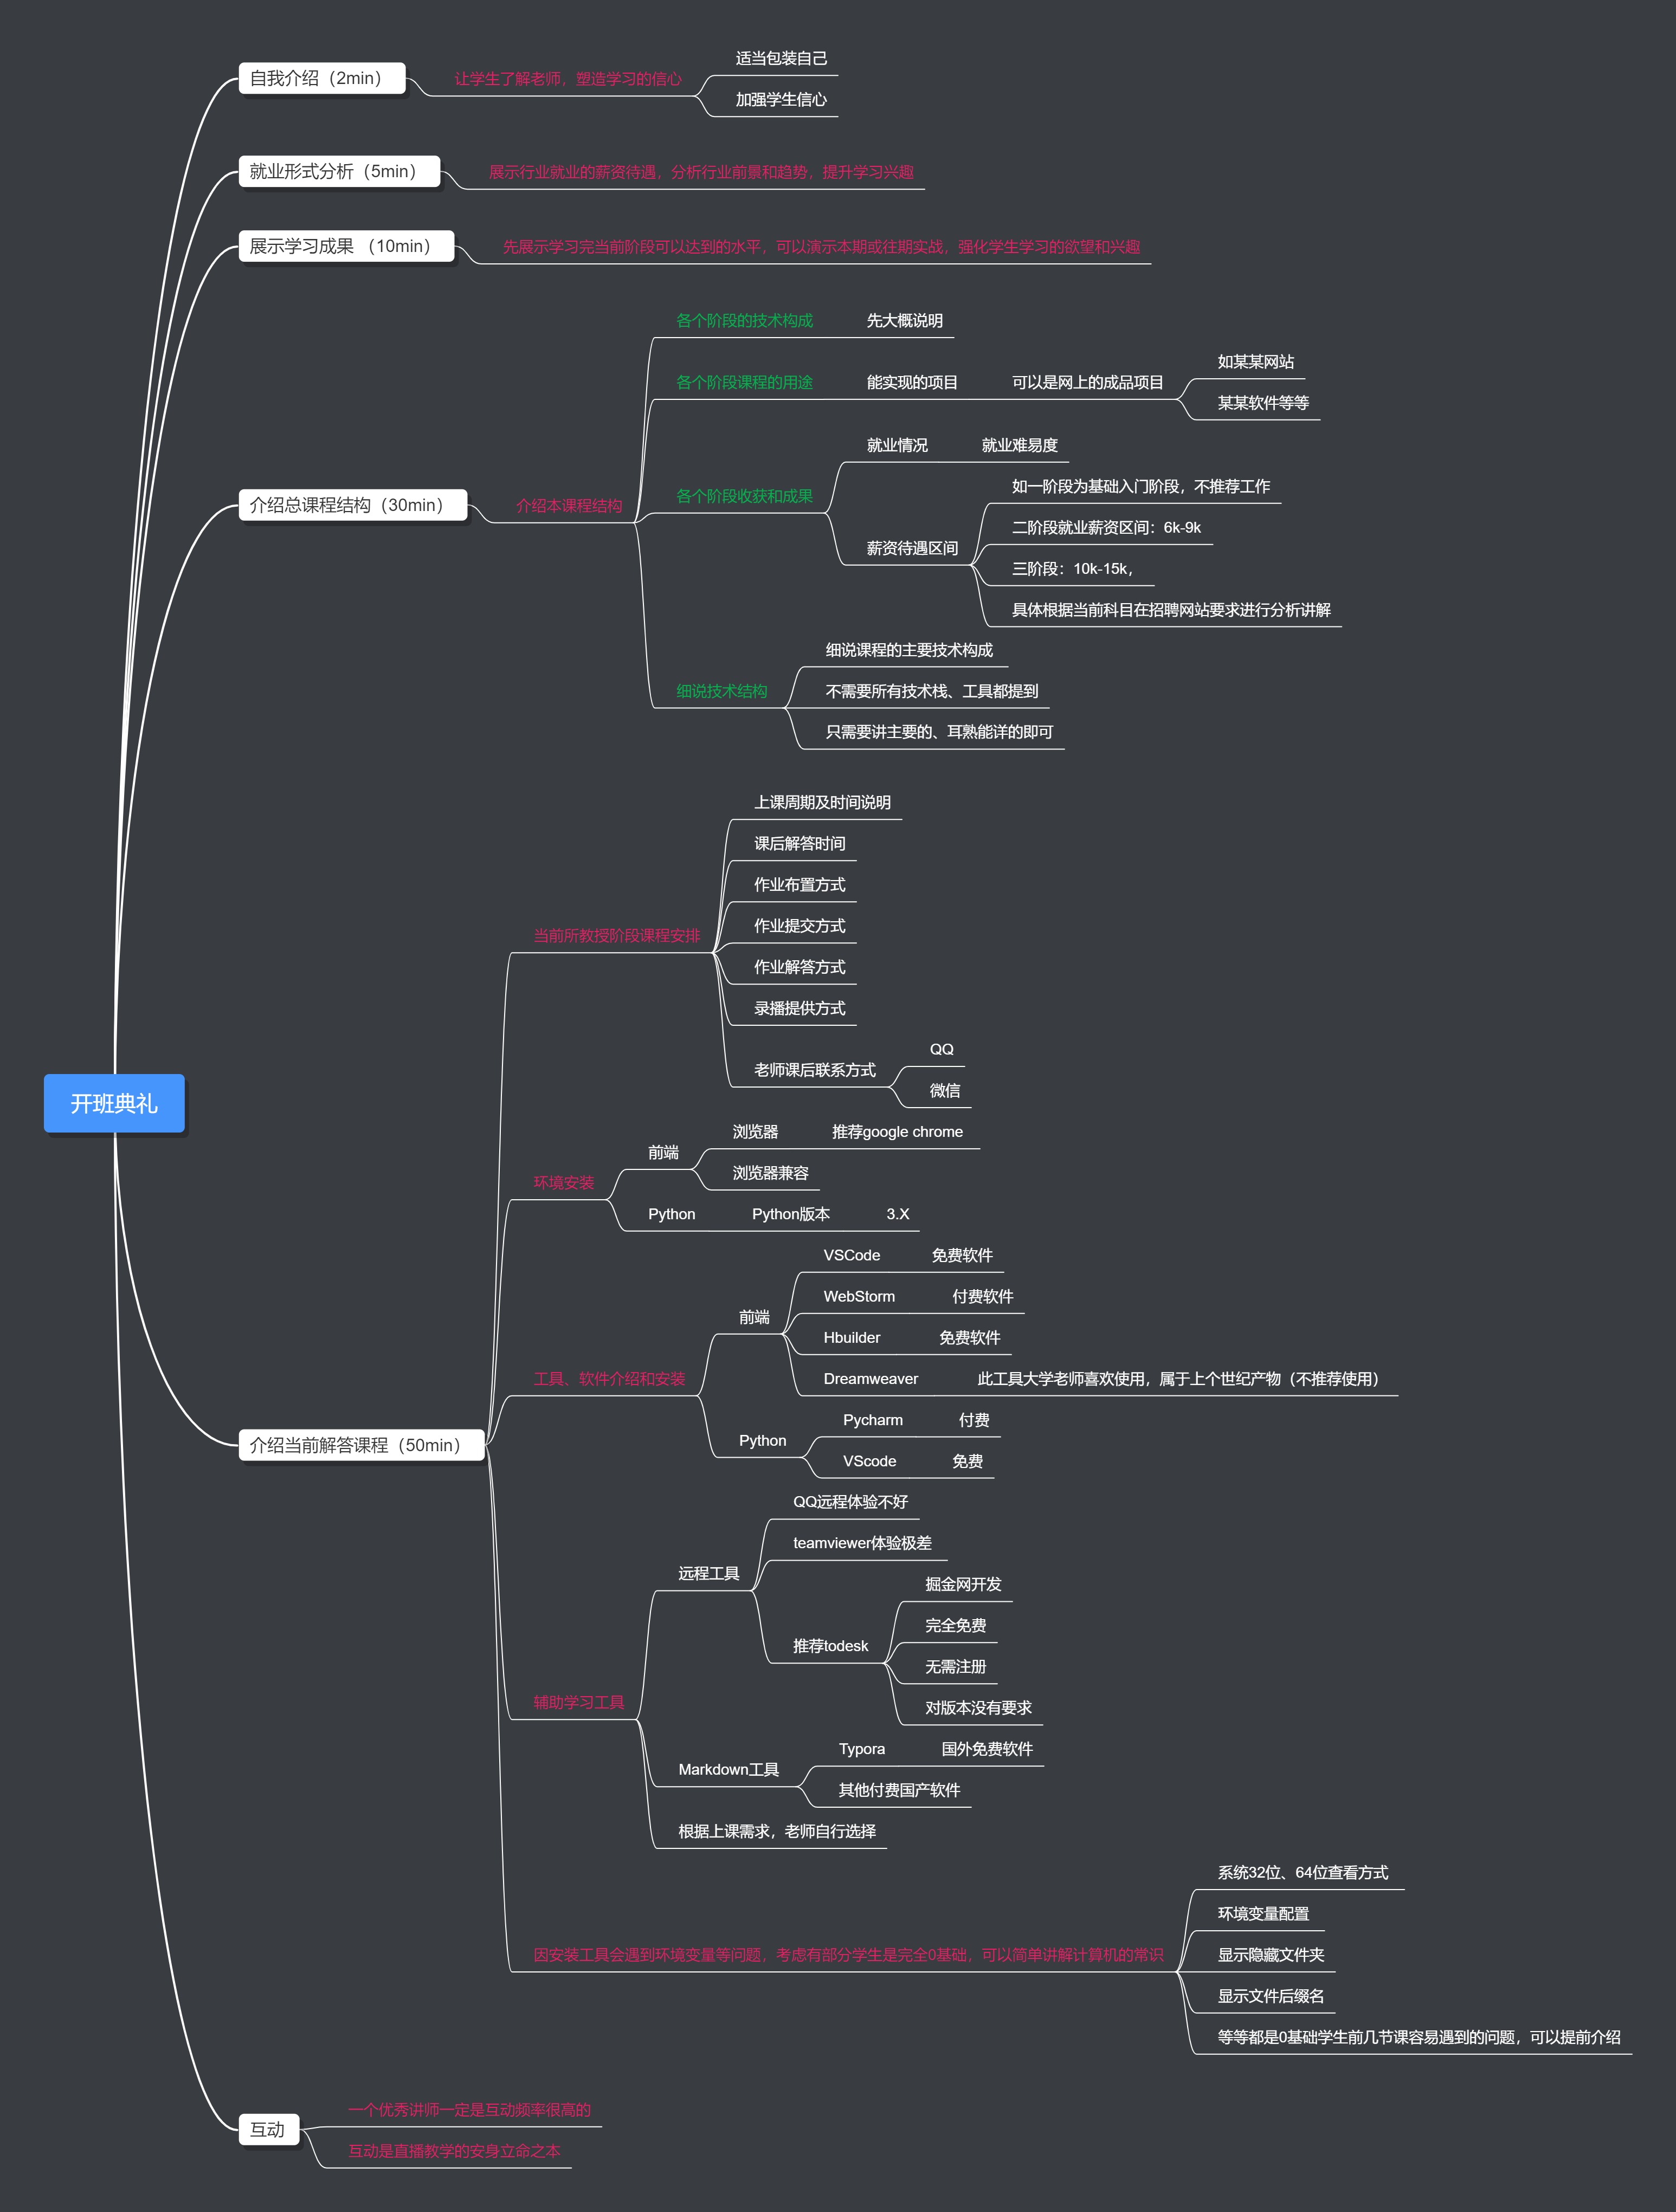 开班典礼
自我介绍（2min）
让学生了解老师，塑造学习的信心
适当包装自己
加强学生信心
就业形式分析（5min）
展示行业就业的薪资待遇，分析行业前景和趋势，提升学习兴趣
展示学习成果 （10min）
先展示学习完当前阶段可以达到的水平，可以演示本期或往期实战，强化学生学习的欲望和兴趣
介绍总课程结构（30min）
介绍本课程结构
各个阶段的技术构成
先大概说明
各个阶段课程的用途
能实现的项目
可以是网上的成品项目
如某某网站
某某软件等等
各个阶段收获和成果
就业情况
就业难易度
薪资待遇区间
如一阶段为基础入门阶段，不推荐工作
二阶段就业薪资区间：6k-9k
三阶段：10k-15k，
具体根据当前科目在招聘网站要求进行分析讲解
细说技术结构
细说课程的主要技术构成
不需要所有技术栈、工具都提到
只需要讲主要的、耳熟能详的即可
介绍当前解答课程（50min）
当前所教授阶段课程安排
上课周期及时间说明
课后解答时间
作业布置方式
作业提交方式
作业解答方式
录播提供方式
老师课后联系方式
QQ
微信
环境安装
前端
浏览器
推荐google chrome
浏览器兼容
Python
Python版本
3.X
工具、软件介绍和安装
前端
VSCode
免费软件
WebStorm
付费软件
Hbuilder
免费软件
Dreamweaver
此工具大学老师喜欢使用，属于上个世纪产物（不推荐使用）
Python
Pycharm
付费
VScode
免费
辅助学习工具
远程工具
QQ远程体验不好
teamviewer体验极差
推荐todesk
掘金网开发
完全免费
无需注册
对版本没有要求
Markdown工具
Typora
国外免费软件
其他付费国产软件
根据上课需求，老师自行选择
因安装工具会遇到环境变量等问题，考虑有部分学生是完全0基础，可以简单讲解计算机的常识
系统32位、64位查看方式
环境变量配置
显示隐藏文件夹
显示文件后缀名
等等都是0基础学生前几节课容易遇到的问题，可以提前介绍
互动
一个优秀讲师一定是互动频率很高的
互动是直播教学的安身立命之本